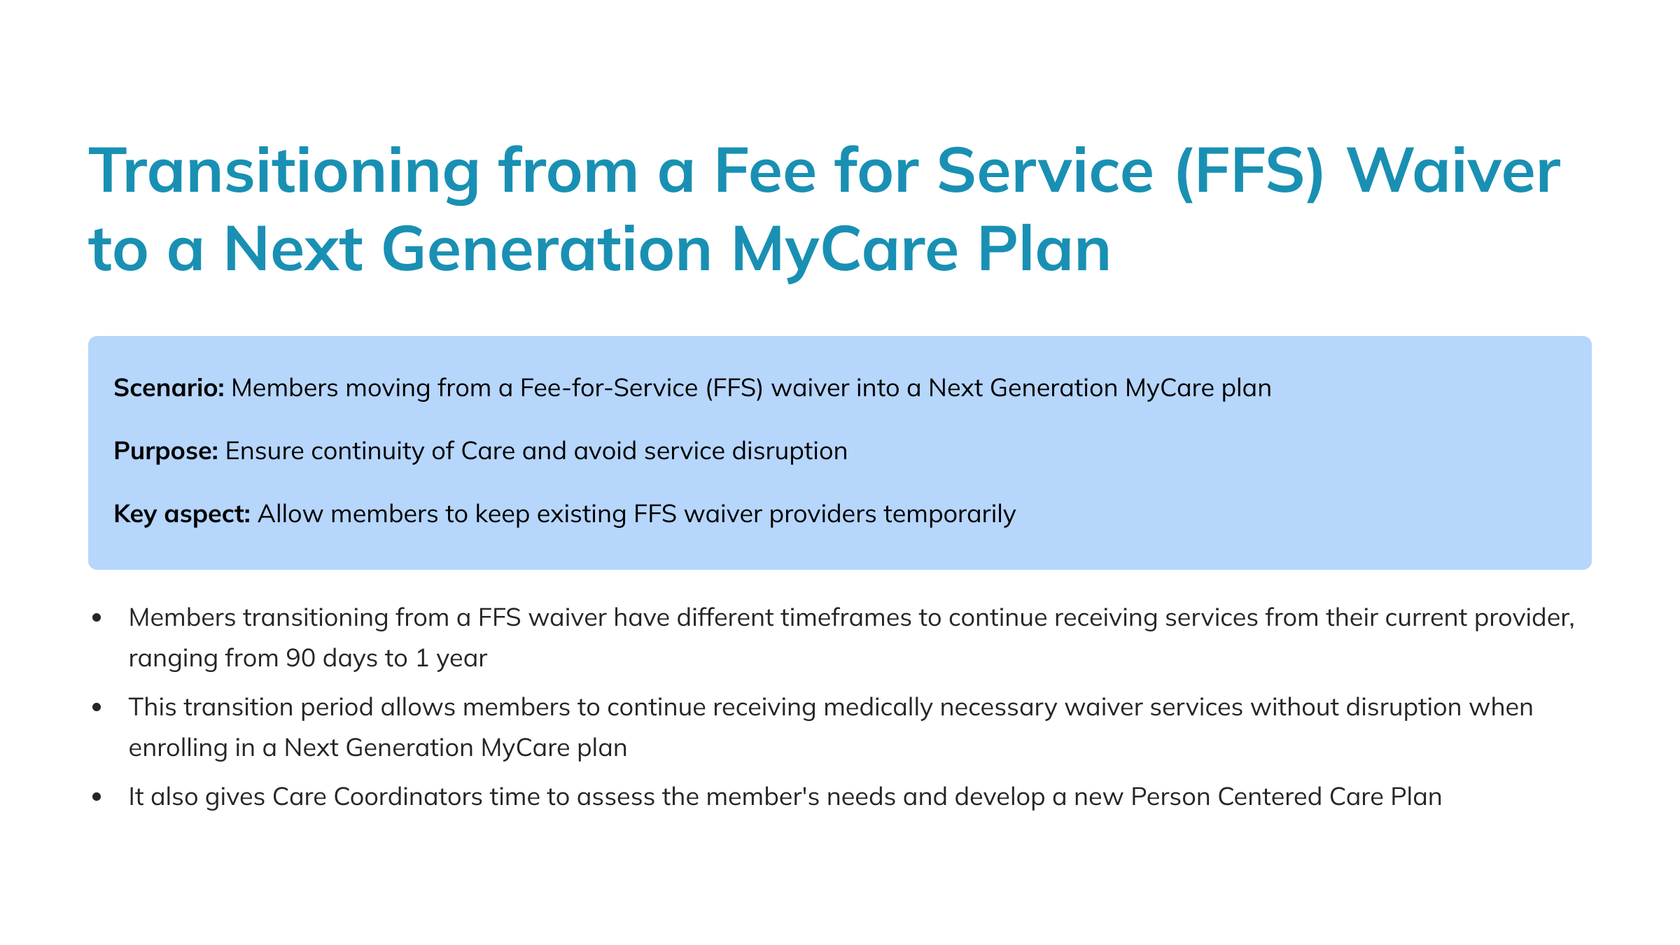 Transitioning from a Fee for Service (FFS) Waiver
to a Next Generation MyCare Plan
Scenario: Members moving from a Fee-for-Service (FFS) waiver into a Next Generation MyCare plan
Purpose: Ensure continuity of Care and avoid service disruption
Key aspect: Allow members to keep existing FFS waiver providers temporarily
• Members transitioning from a FFS waiver have different timeframes to continue receiving services from their current provider,
ranging from 90 days to 1 year
• This transition period allows members to continue receiving medically necessary waiver services without disruption when
enrolling in a Next Generation MyCare plan
• It also gives Care Coordinators time to assess the member's needs and develop a new Person Centered Care Plan